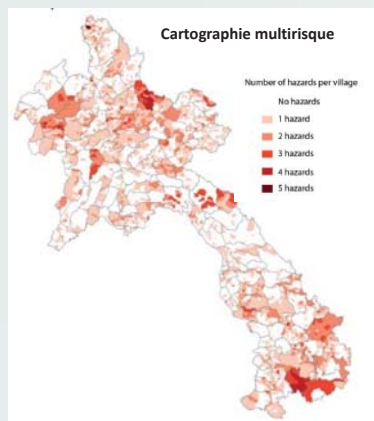 Cartographie multirisque
Number of hazards per village
No hazards
1 hazard
2 hazards
3 hazards
4 hazards
5 hazards